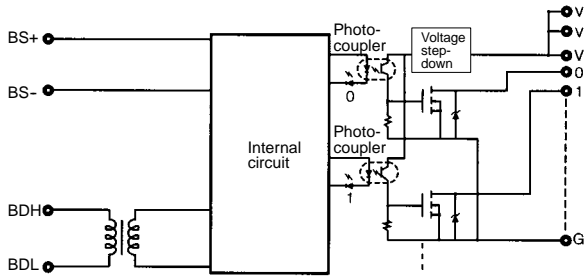 Photo-
coupler
Voltage
step-
down
V
V
V
0
1
BS+
BS-
0
Photo-
coupler
Internal
circuit
1
BDH
BDL
G